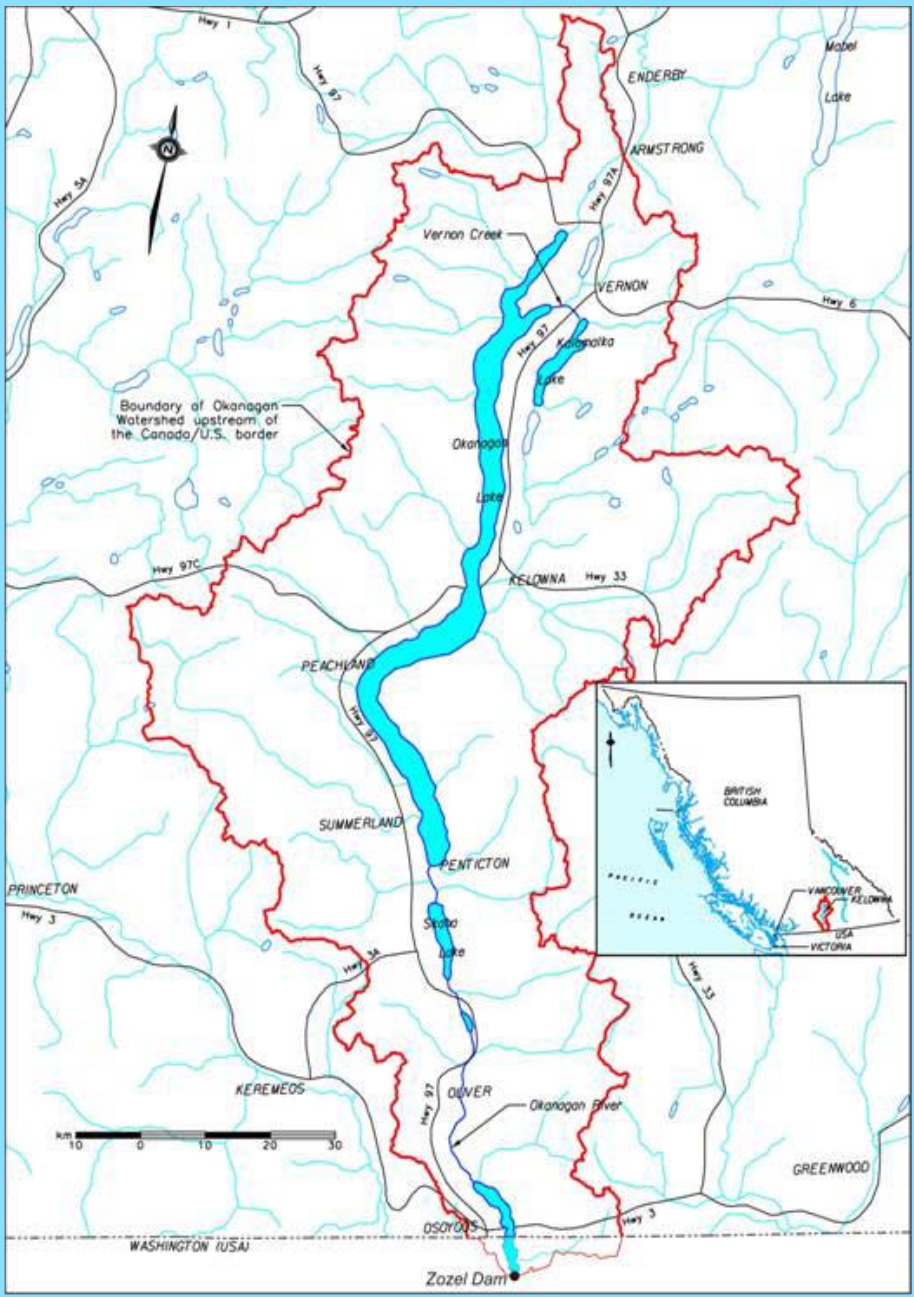 Hwy 1
Hwy 97
Mabel
Lake
ENDERBY
ARMSTRONG
N
Hwy 5A
Hwy 97A
Vernon Creek
VERNON
Hwy 6
Hwy 97
Kalamalka
Lake
Boundary of Okanagan
Watershed upstream of
the Canada/U.S. border
Okanagan
Lake
Hwy 97C
KELOWNA
Hwy 33
PEACHLAND
Hwy 97
SUMMERLAND
PENTICTON
PRINCETON
Hwy 3
Skaha
Lake
Hwy 3A
BRITISH
COLUMBIA
PACIFIC
OCEAN
VANCOUVER
KELOWNA
USA
VICTORIA
Hwy 33
KEREMEOS
OLIVER
Hwy 97
Okanagan River
km
10 0 10 20 30
GREENWOOD
OSOYOOS
Hwy 3
WASHINGTON (USA)
Zozel Dam